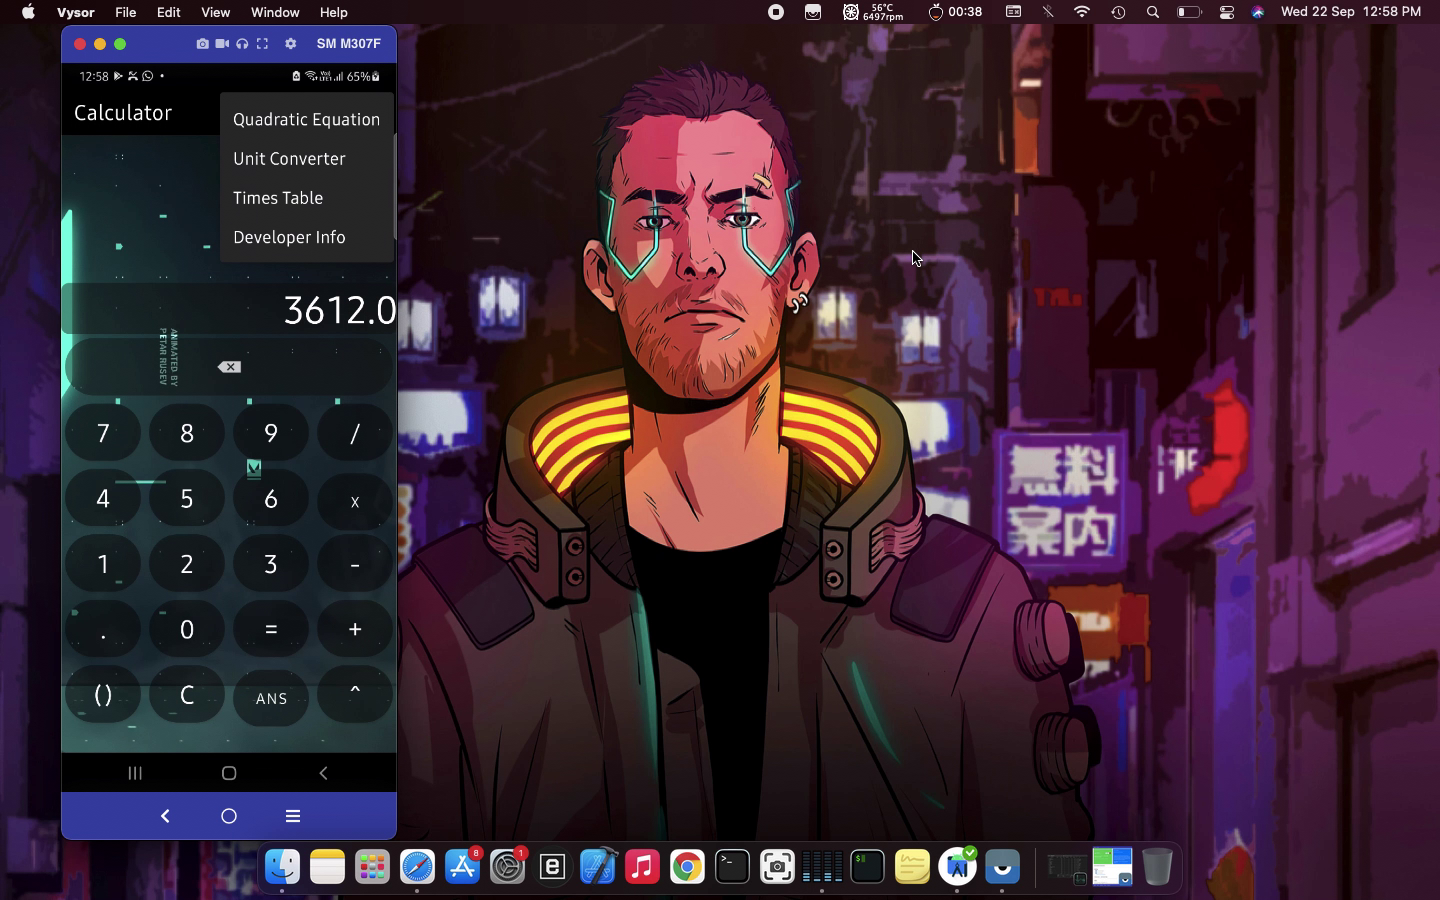 Vysor File Edit View Window Help
56°C
6497rpm
00:38
Wed 22 Sep 12:58 PM
SM M307F
12:58
65%
Calculator
Quadratic Equation
Unit Converter
Times Table
Developer Info
3612.0
ANIMATED BY
PETAR RUSEV
7 8 9 /
4 5 6 x
1 2 3 -
. 0 = +
() C ANS ^
無料
案内
8
1